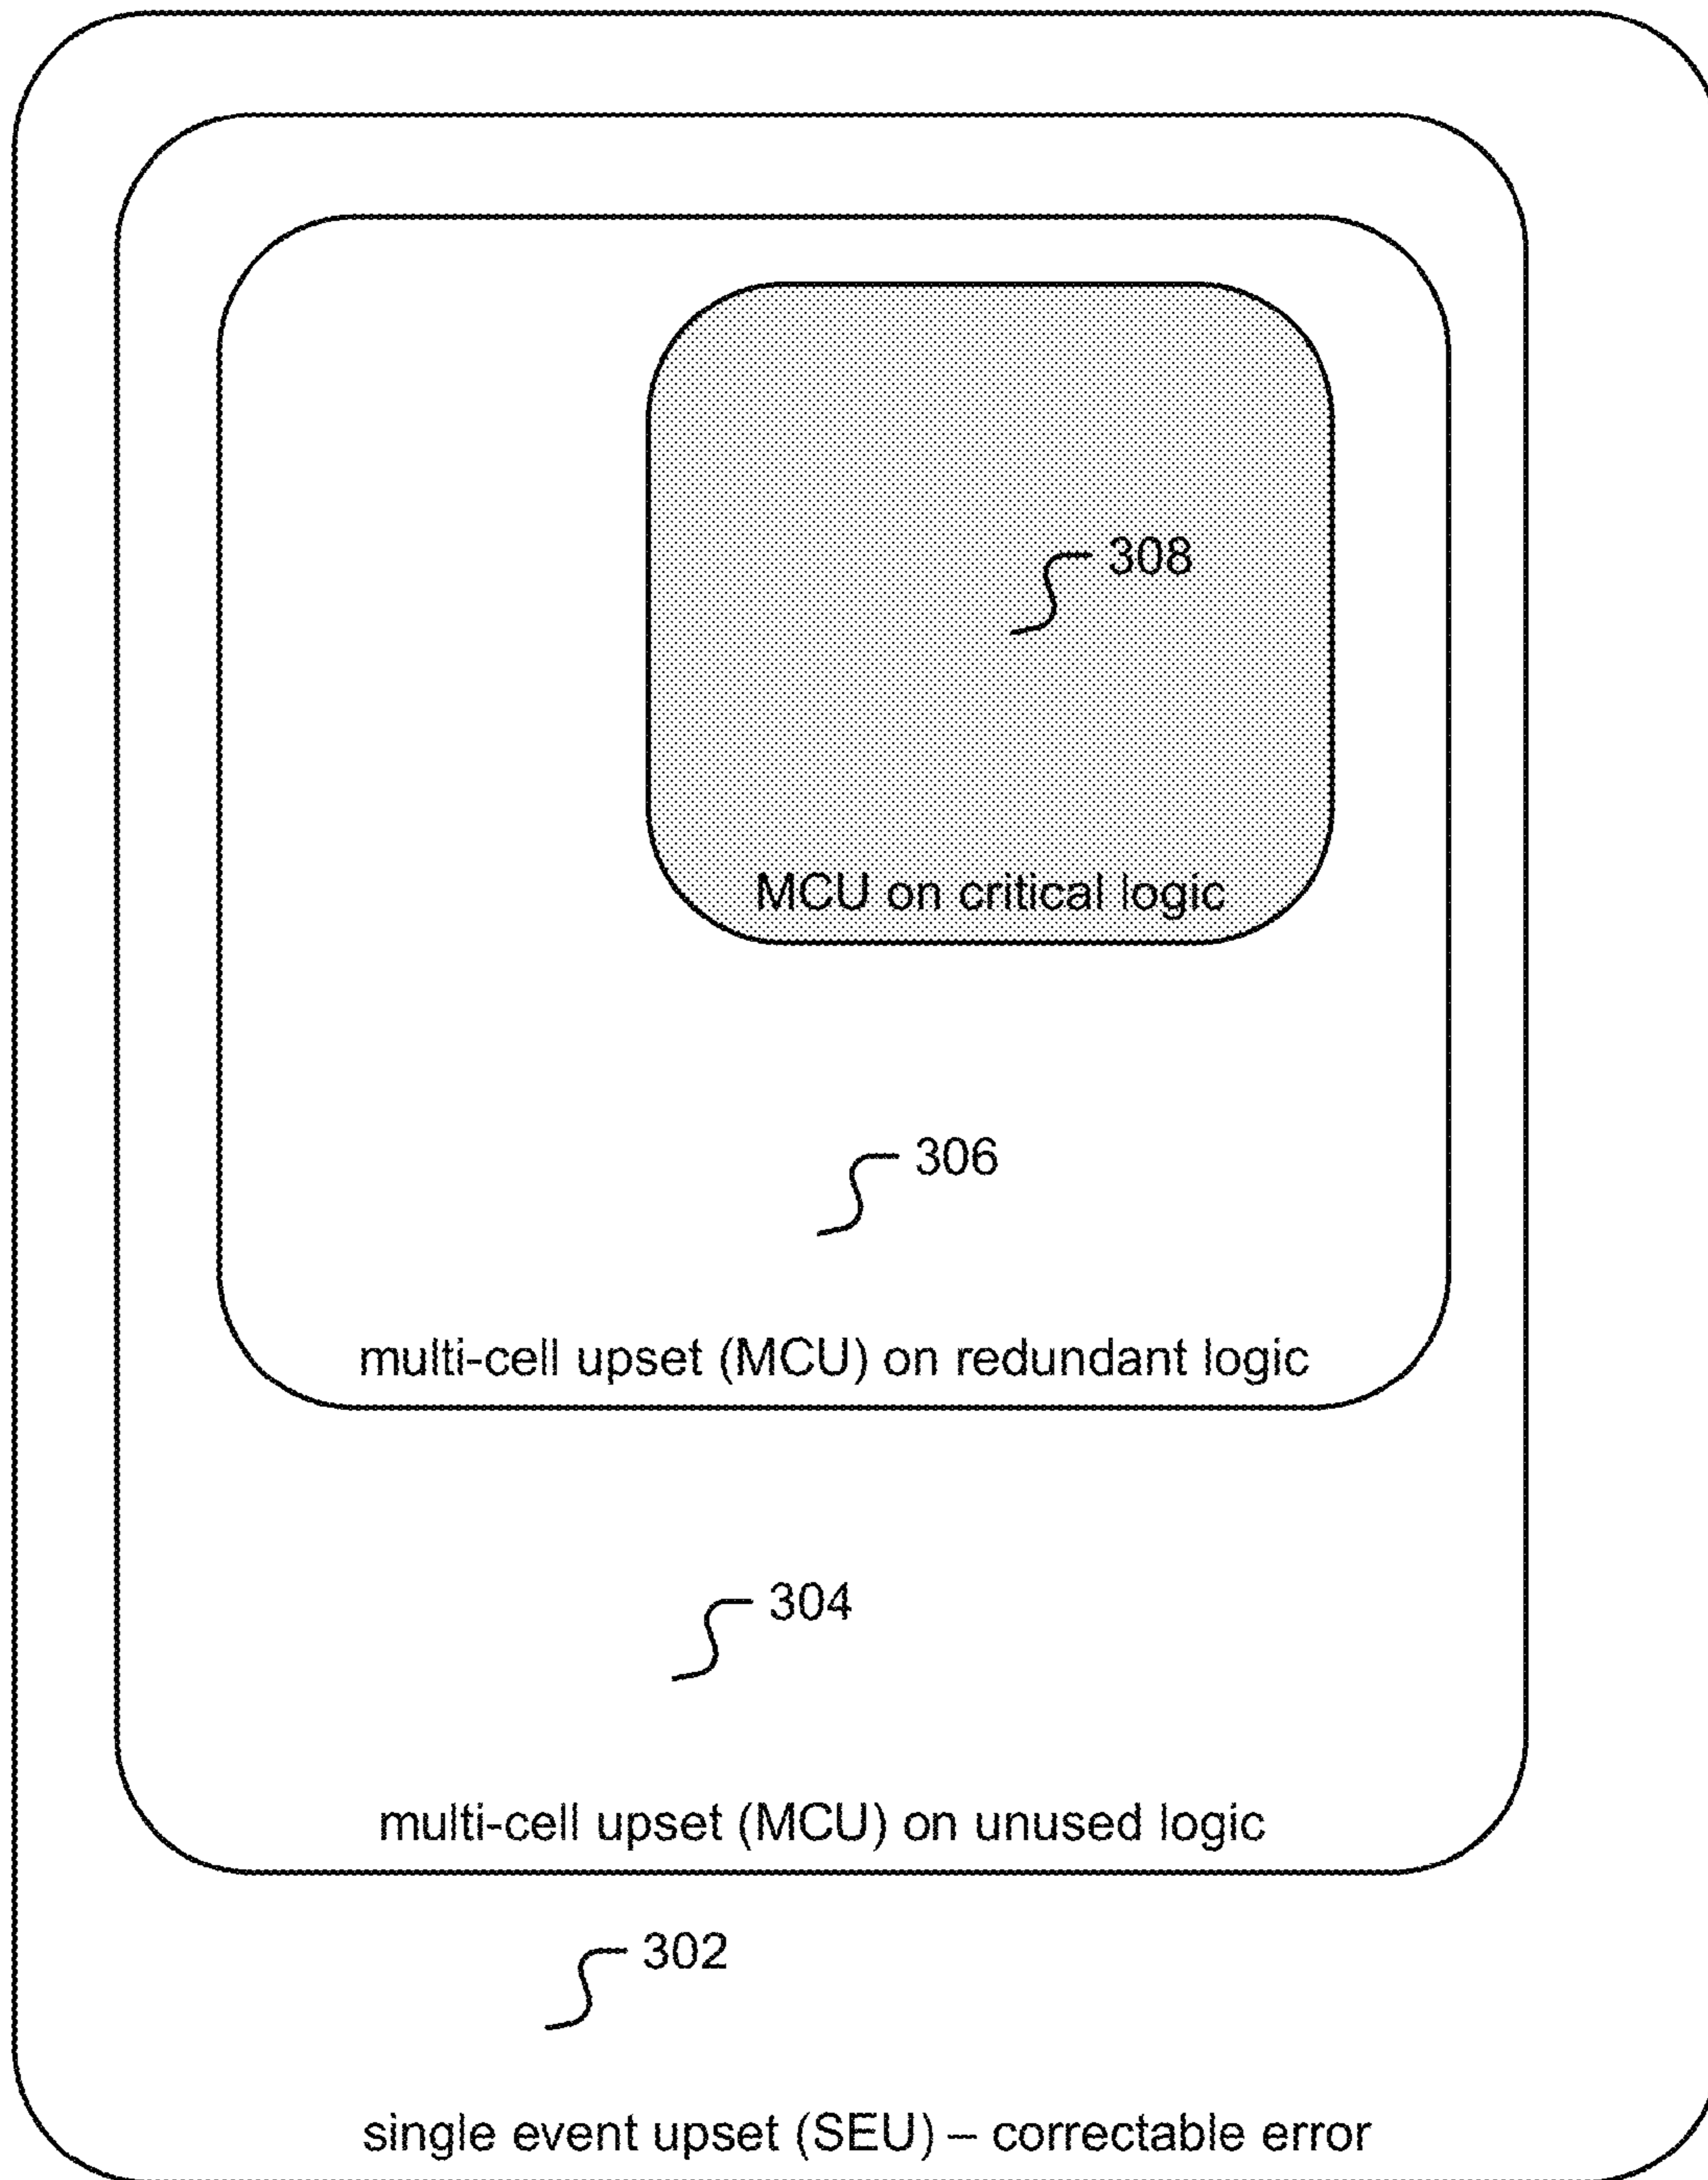 308
MCU on critical logic
306
multi-cell upset (MCU) on redundant logic
304
multi-cell upset (MCU) on unused logic
302
single event upset (SEU) – correctable error